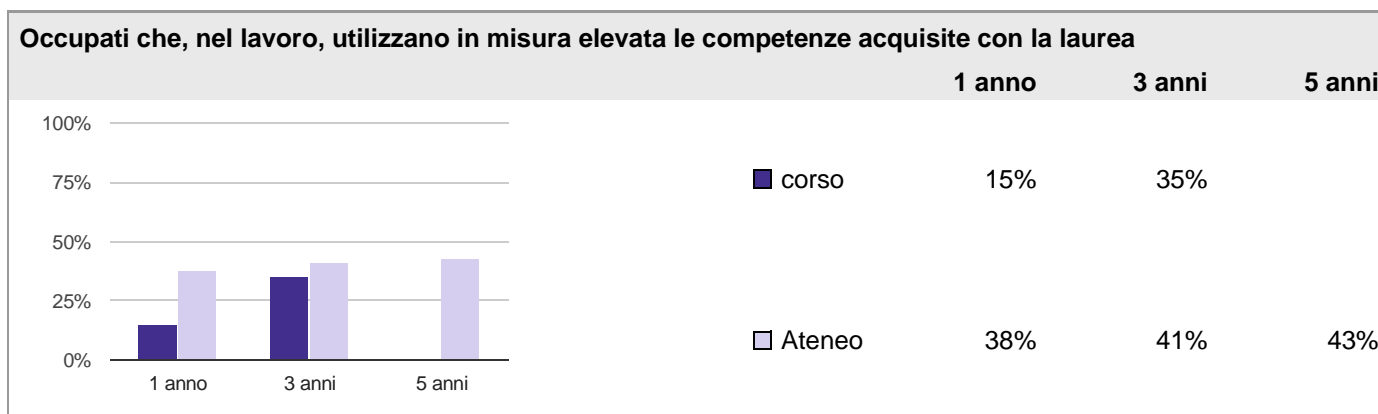 Occupati che, nel lavoro, utilizzano in misura elevata le competenze acquisite con la laurea
1 anno 3 anni 5 anni
100%
75%
50%
25%
0%
1 anno 3 anni 5 anni
corso 15% 35%
Ateneo 38% 41% 43%